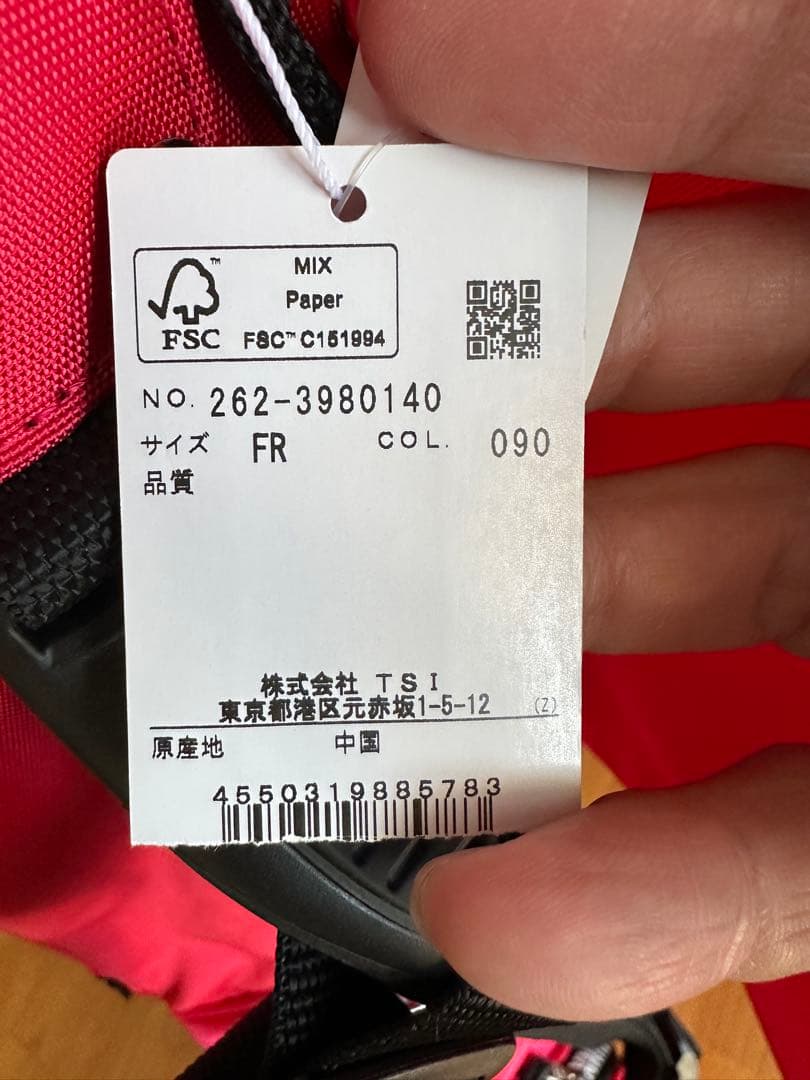 MIX
Paper
FSC™ FSC™ C151994
NO. 262-3980140
サイズ FR COL. 090
品質
株式会社 TSI
東京都港区元赤坂1-5-12 (Z)
原産地 中国
4550319885783